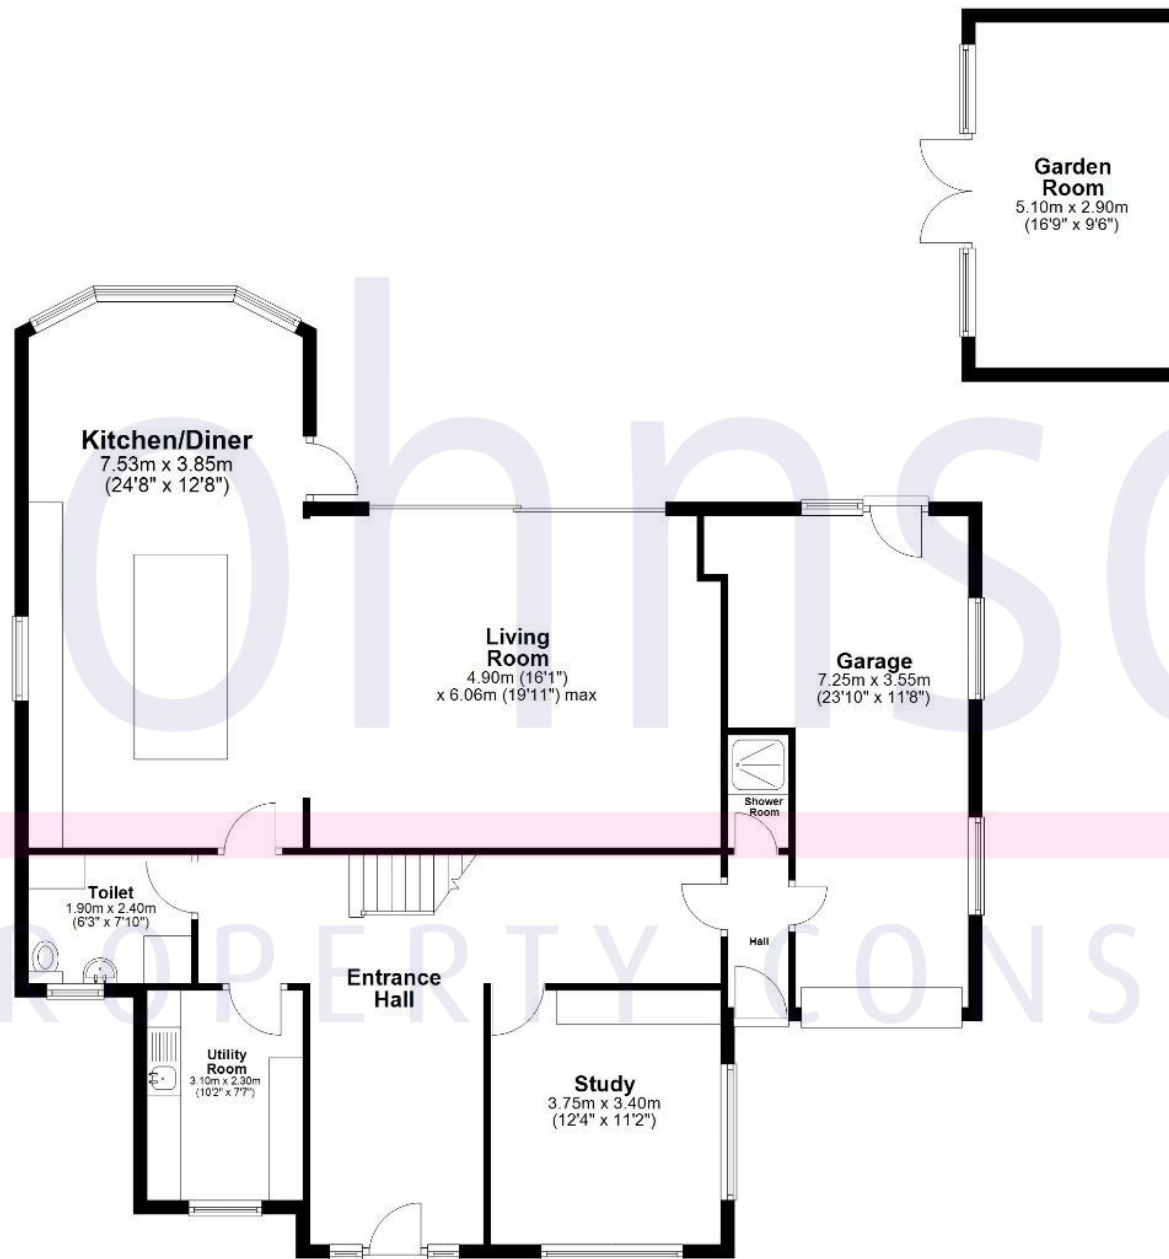 Garden
Room
5.10m x 2.90m
(16'9" x 9'6")
Kitchen/Diner
7.53m x 3.85m
(24'8" x 12'8")
Living
Room
4.90m (16'1")
x 6.06m (19'11") max
Garage
7.25m x 3.55m
(23'10" x 11'8")
Shower
Room
Toilet
1.90m x 2.40m
(6'3" x 7'10")
Hall
Entrance
Hall
Utility
Room
3.10m x 2.30m
(10'2" x 7'7")
Study
3.75m x 3.40m
(12'4" x 11'2")
ohnso
ROPERTY CONS